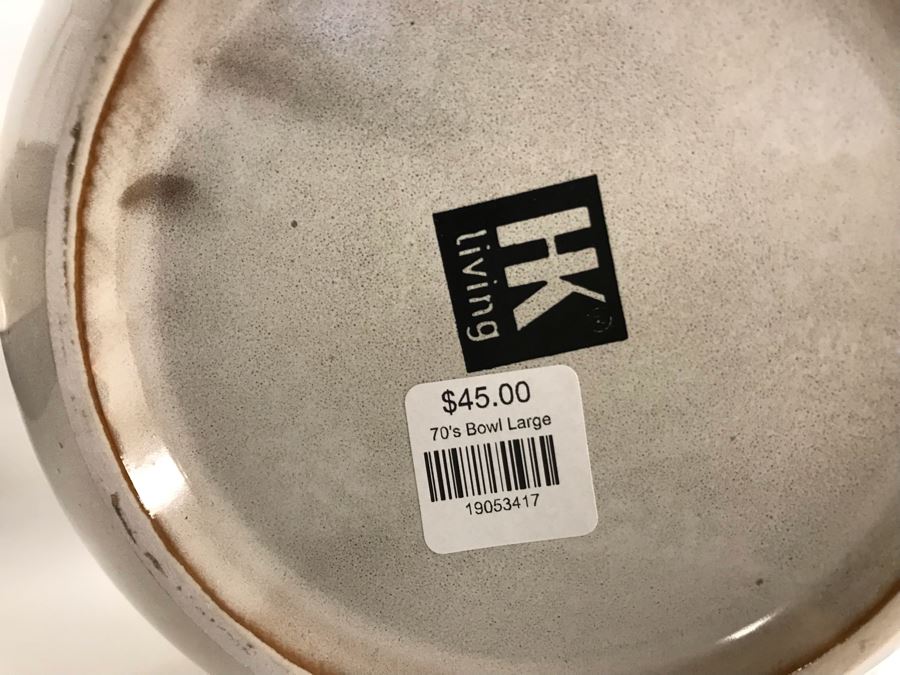 HK
living
$45.00
70's Bowl Large
19053417